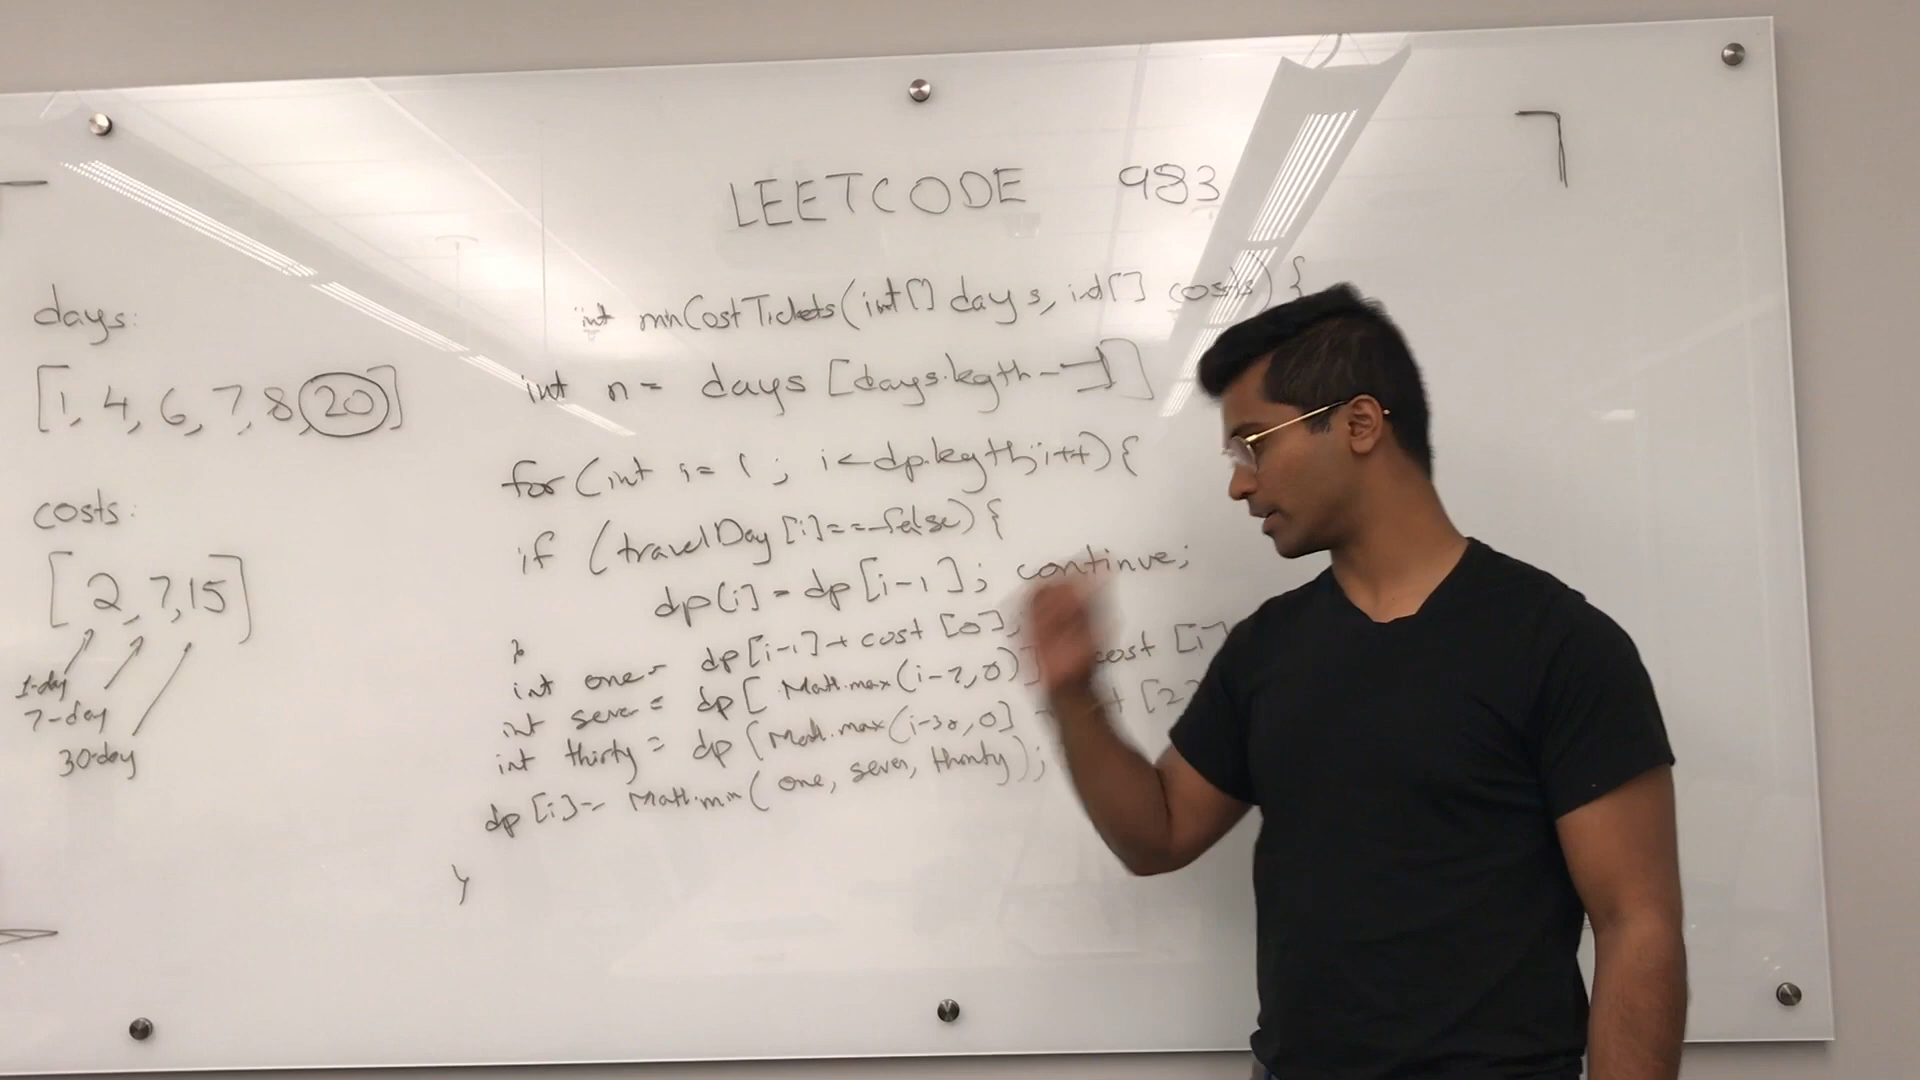 LEETCODE 983
days:
[1, 4, 6, 7, 8, 20]
costs:
[2, 7, 15]
1-day
7-day
30-day
int minCostTickets(int[] days, int[] costs) {
int n = days [days.length - 1]
for (int i = 1 ; i < dp.length; i++) {
if (travelDay [i] == false) {
dp[i] = dp [i-1]; continue;
}
int one = dp[i-1] + cost [0];
int seven = dp [ Math.max(i-7, 0)] cost [1]
int thirty = dp [Math.max(i-30, 0] [2]
dp [i] = Math.min( one, seven, thirty);
}